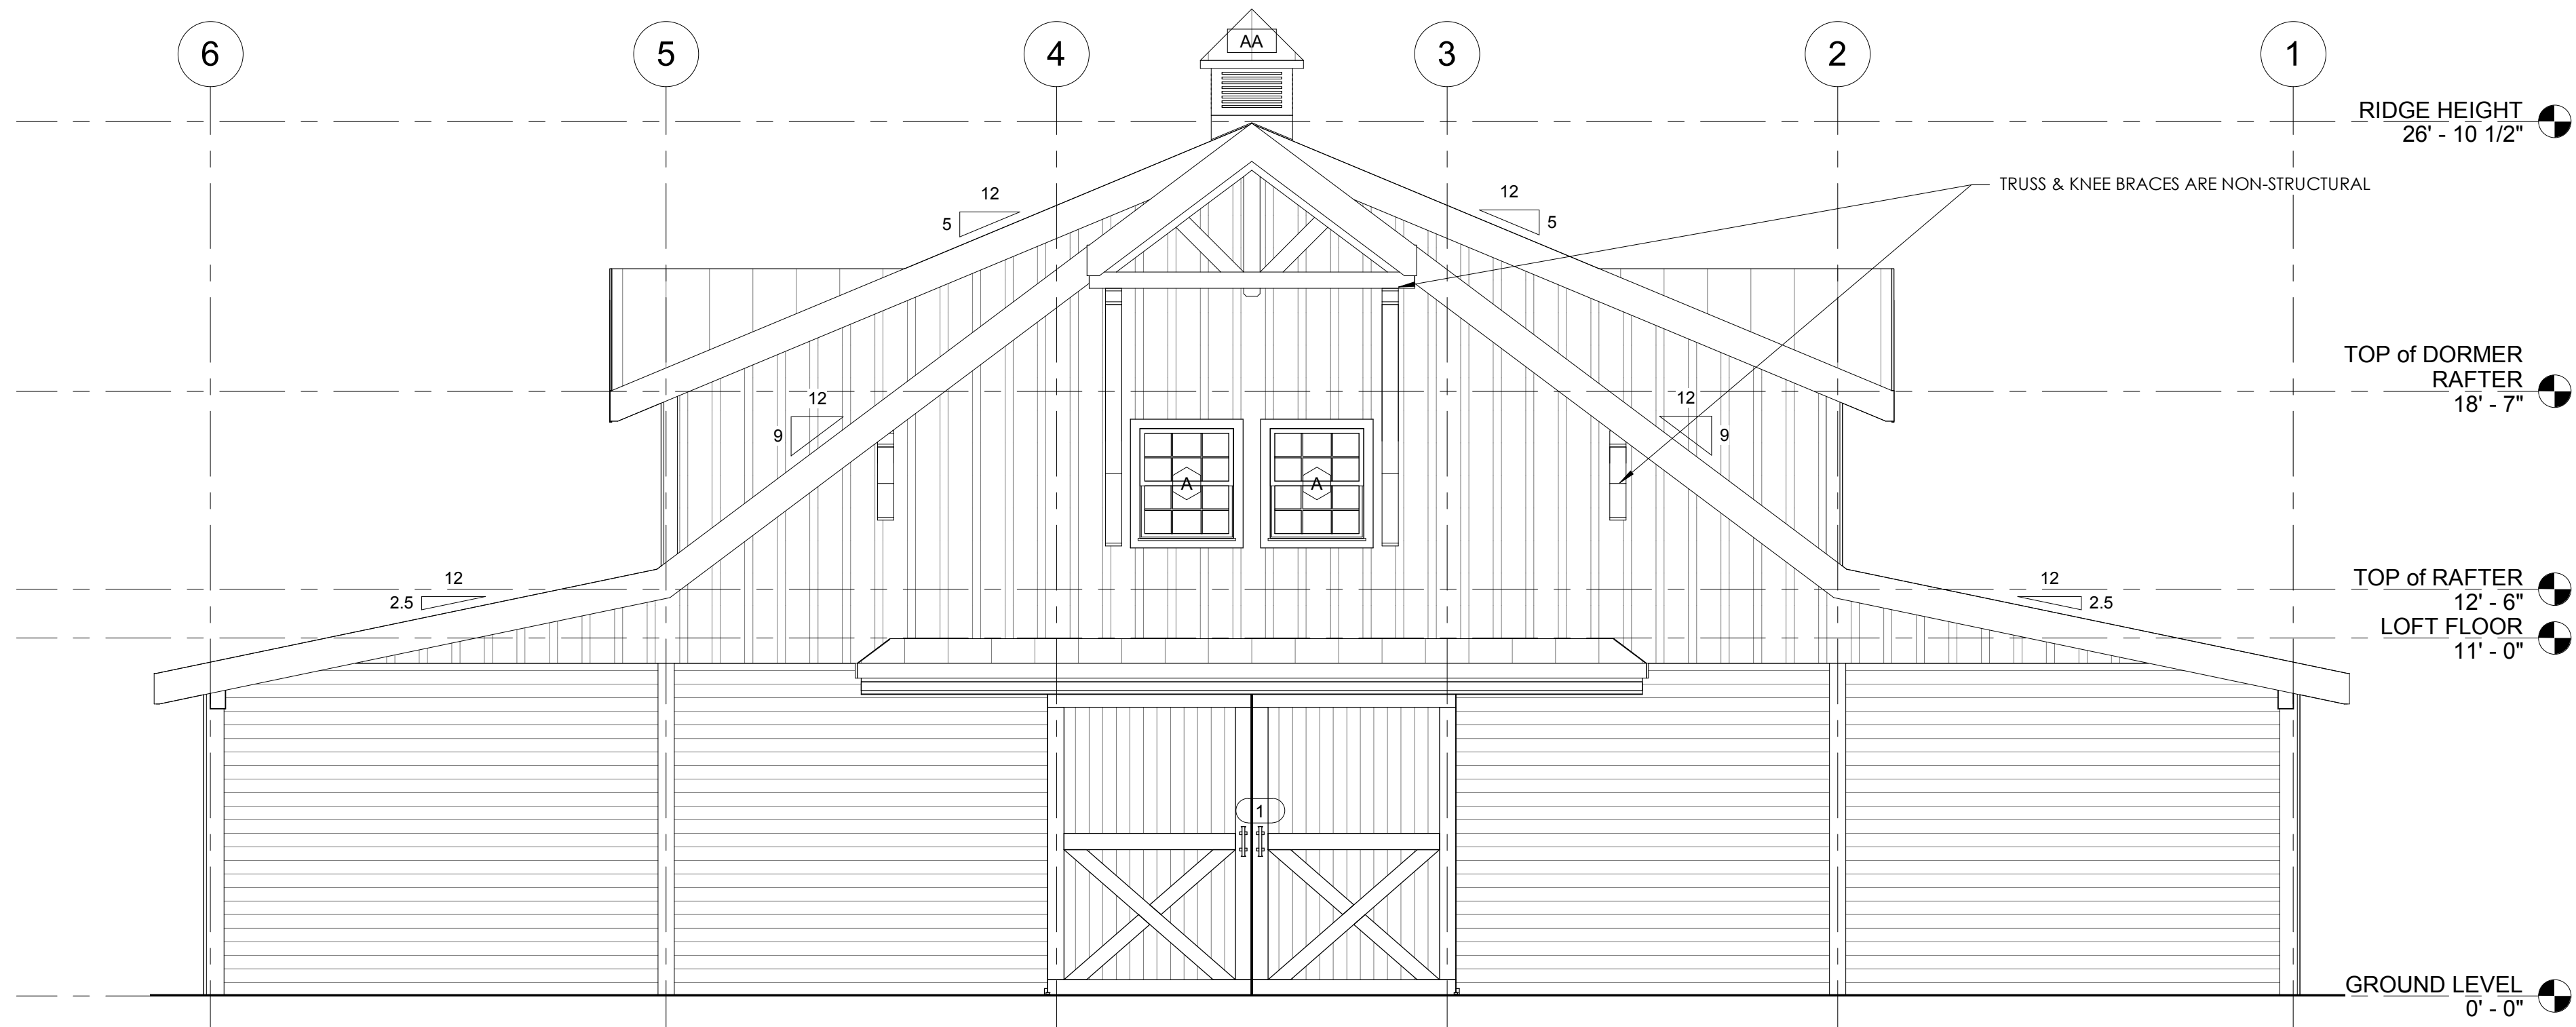 6
5
4
3
2
1
AA
RIDGE HEIGHT
26' - 10 1/2"
TRUSS & KNEE BRACES ARE NON-STRUCTURAL
12
5
12
5
TOP of DORMER
RAFTER
18' - 7"
12
9
12
9
A
A
12
2.5
12
2.5
TOP of RAFTER
12' - 6"
LOFT FLOOR
11' - 0"
1
GROUND LEVEL
0' - 0"